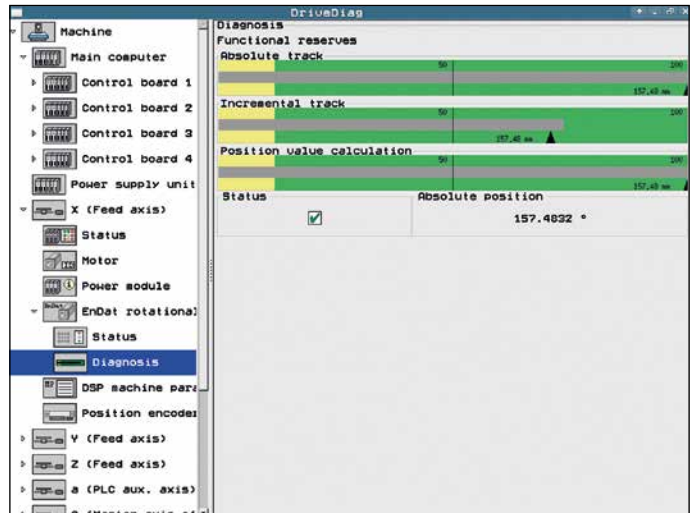 DriveDiag
Machine
Main computer
Control board 1
Control board 2
Control board 3
Control board 4
Power supply unit
X (Feed axis)
Status
Motor
Power module
EnDat rotational
Status
Diagnosis
DSP machine para
Position encoder
Y (Feed axis)
Z (Feed axis)
a (PLC aux. axis)
Diagnosis
Functional reserves
Absolute track
50
100
157,48 mm
Incremental track
50
100
157,48 mm
Position value calculation
50
100
157,48 mm
Status
Absolute position
157.4832 °